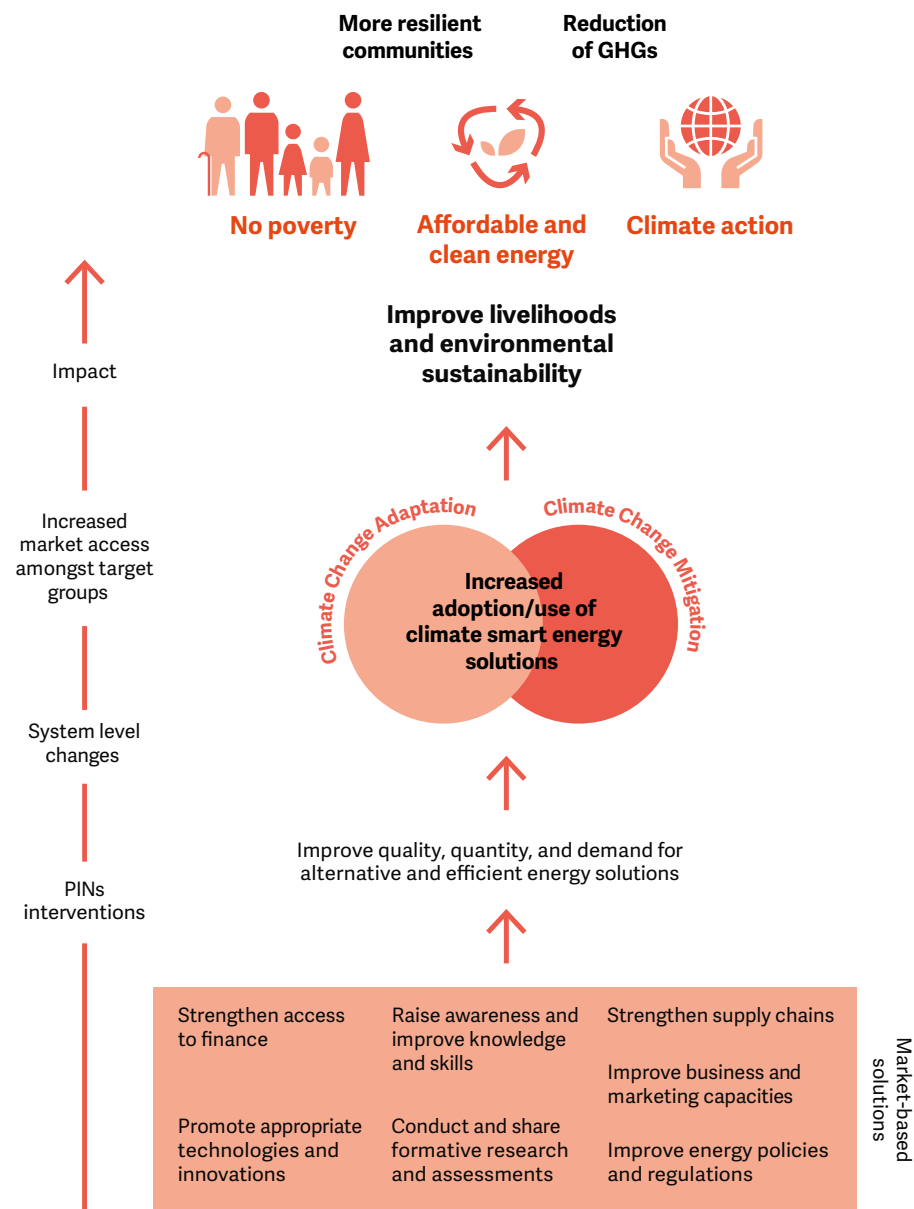 More resilient
communities
Reduction
of GHGs
No poverty
Affordable and
clean energy
Climate action
Improve livelihoods
and environmental
sustainability
Impact
Increased
market access
amongst target
groups
System level
changes
PINs
interventions
Climate Change Adaptation
Climate Change Mitigation
Increased
adoption/use of
climate smart energy
solutions
Improve quality, quantity, and demand for
alternative and efficient energy solutions
Strengthen access
to finance
Raise awareness and
improve knowledge
and skills
Strengthen supply chains
Improve business and
marketing capacities
Promote appropriate
technologies and
innovations
Conduct and share
formative research
and assessments
Improve energy policies
and regulations
Market-based
solutions